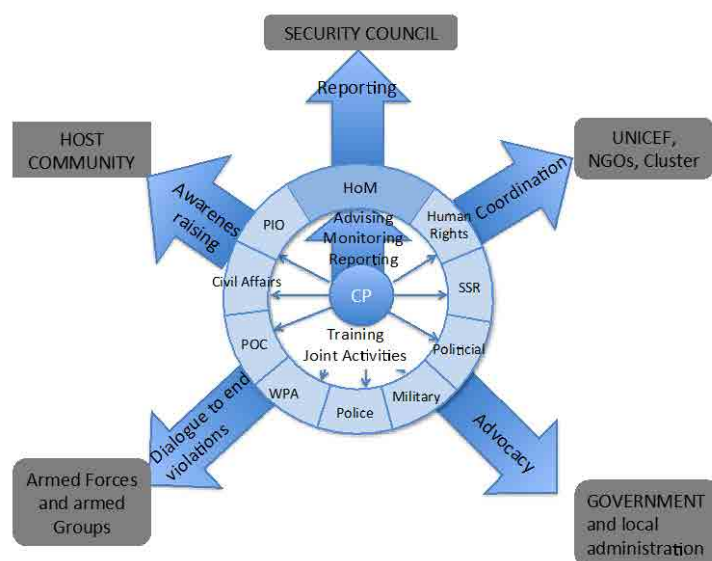 SECURITY COUNCIL
Reporting
HOST
COMMUNITY
UNICEF,
NGOs, Cluster
Awarenes
raising
Coordination
HoM
PIO
Advising
Monitoring
Reporting
Human
Rights
Civil Affairs
CP
SSR
POC
Training
Joint Activities
Politicial
WPA
Police
Military
Dialogue to end
violations
Advocacy
Armed Forces
and armed
Groups
GOVERNMENT
and local
administration